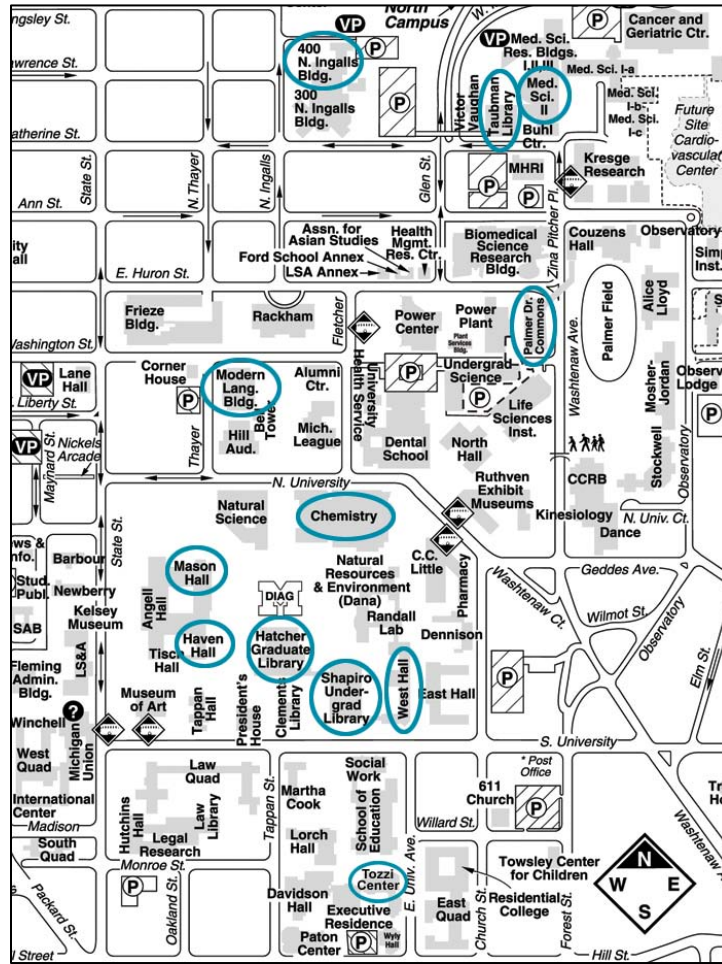 ngsley St.
North
Campus
W.
VP
P
Cancer and
Geriatric Ctr.
400
N. Ingalls
Bldg.
VP
Med. Sci.
Res. Bldgs.
I,II,III
awrence St.
300
N. Ingalls
Bldg.
P
Victor
Vaughan
Taubman
Library
Med.
Sci.
II
Buhl
Ctr.
Med. Sci. I-a
Med. Sci.
I-b
Med. Sci.
I-c
P
Future
Site
Cardio-
vascular
Center
atherine St.
State St.
N. Thayer
N. Ingalls
Glen St.
P
MHRI
P
Zina Pitcher Pl.
Kresge
Research
Ann St.
Assn. for
Asian Studies
Ford School Annex
LSA Annex
Health
Mgmt.
Res. Ctr.
Biomedical
Science
Research
Bldg.
Couzens
Hall
Observatory
Simp
Inst.
ity
all
E. Huron St.
Frieze
Bldg.
Rackham
Fletcher
Power
Center
Power
Plant
Plant
Services
Bldg.
Palmer Dr.
Commons
Washtenaw Ave.
Palmer Field
Alice
Lloyd
Washington St.
VP
Lane
Hall
Corner
House
P
Modern
Lang.
Bldg.
Alumni
Ctr.
University
Health Service
P
Undergrad
Science
P
Mosher-
Jordan
Observ
Lodge
P
Liberty St.
VP
Nickels
Arcade
Maynard St.
Thayer
Hill
Aud.
Bell
Tower
Mich.
League
Dental
School
North
Hall
Life
Sciences
Inst.
Stockwell
Observatory
N. University
State St.
Natural
Science
Chemistry
Ruthven
Exhibit
Museums
CCRB
Kinesiology
N. Univ. Ct.
Dance
ews &
nfo.
Stud.
Publ.
Barbour
Newberry
Kelsey
Museum
SAB
Mason
Hall
Angell
Hall
DIAG
M
Natural
Resources
& Environment
(Dana)
C.C.
Little
Pharmacy
Washtenaw Ct.
Geddes Ave.
Wilmot St.
Observatory
Elm St.
Randall
Lab
Dennison
Haven
Hall
Tisch
Hall
Hatcher
Graduate
Library
LS&A
Fleming
Admin.
Bldg.
Museum
of Art
Tappan
Hall
President's
House
Clements
Library
Shapiro
Under-
grad
Library
West Hall
East Hall
P
?
Winchell
West
Quad
Michigan
Union
S. University
* Post
Office
International
Center
Madison
South
Quad
Law
Quad
Hutchins
Hall
Law
Library
Legal
Research
Tappan St.
Martha
Cook
Social
Work
School of
Education
Lorch
Hall
611
Church
P
Willard St.
Washtenaw
Monroe St.
P
Oakland St.
Packard St.
Davidson
Hall
Tozzi
Center
Executive
Residence
Paton
Center
P
Wyly
Hall
E. Univ. Ave.
East
Quad
Church St.
Towsley Center
for Children
Residential
College
Forest St.
N
W
E
S
Hill St.
l Street